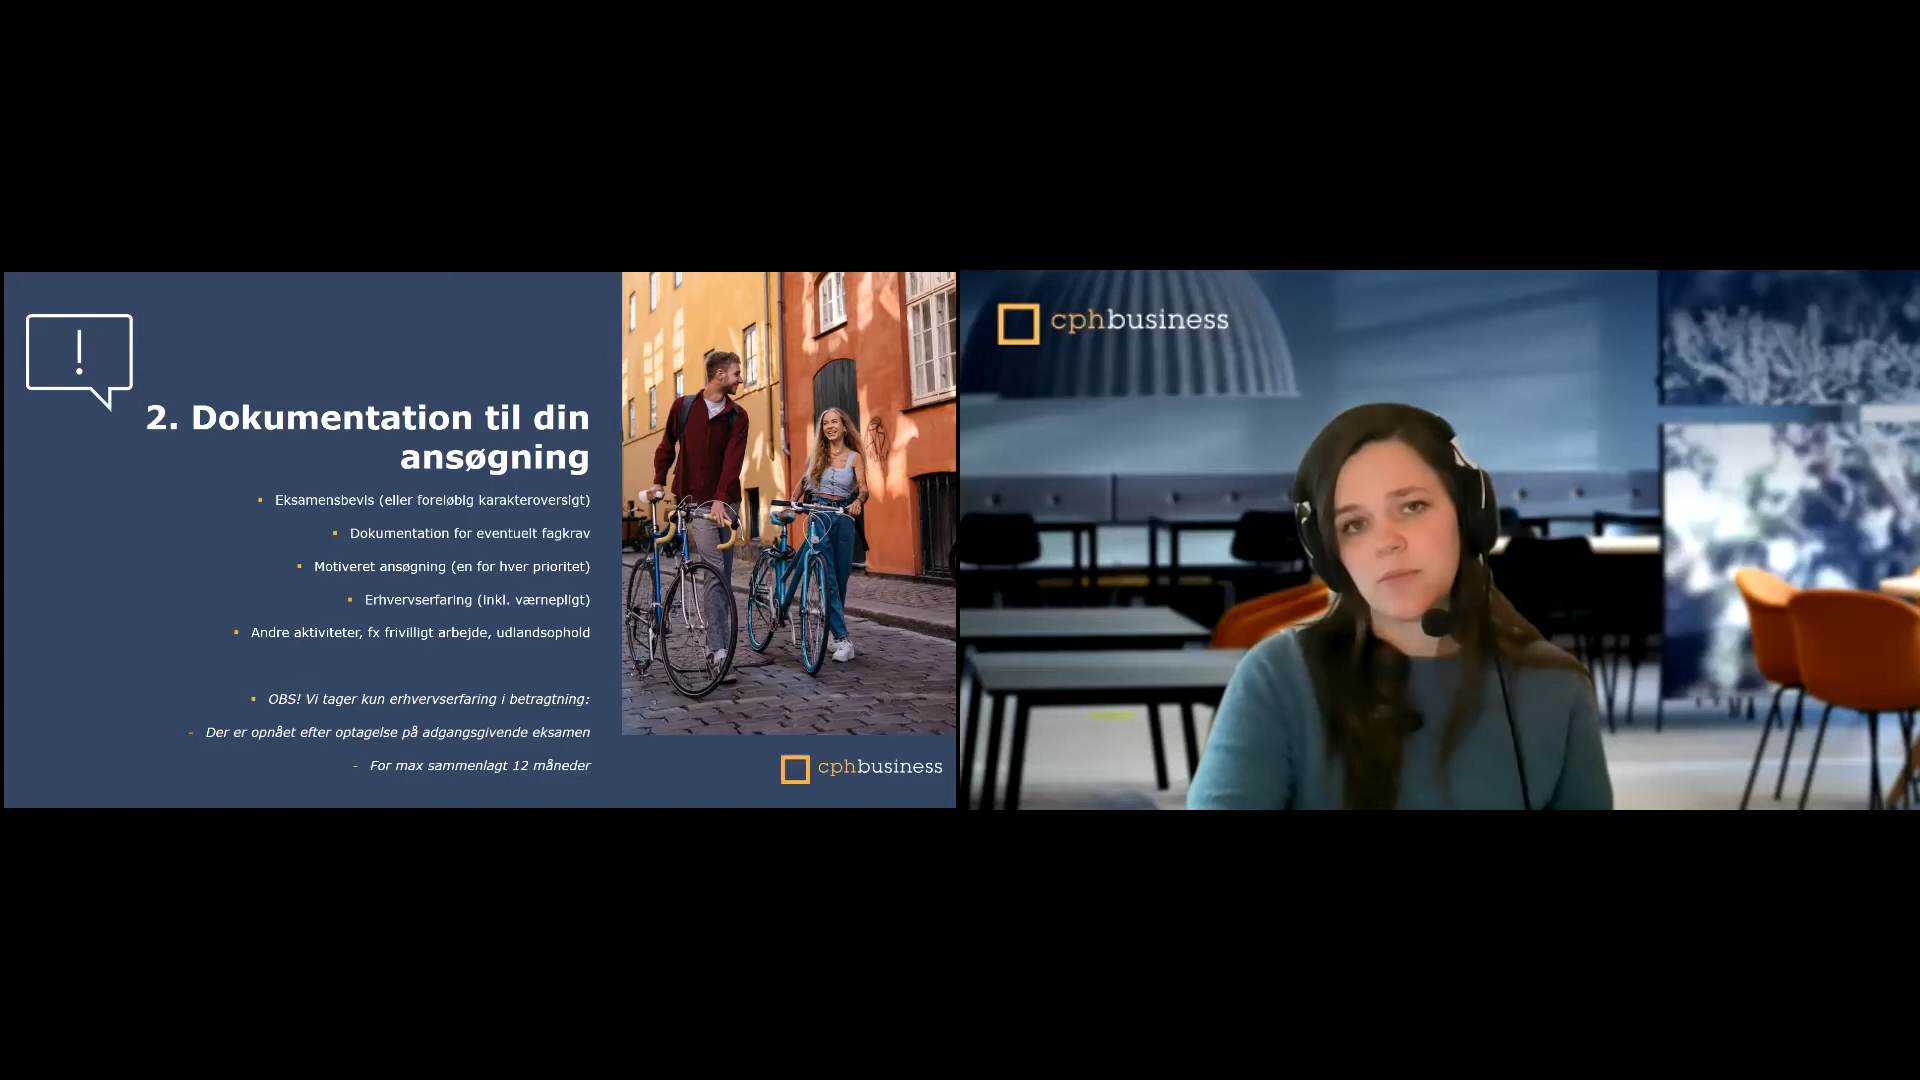 !
2. Dokumentation til din
ansøgning
▪ Eksamensbevis (eller foreløbig karakteroversigt)
▪ Dokumentation for eventuelt fagkrav
▪ Motiveret ansøgning (en for hver prioritet)
▪ Erhvervserfaring (inkl. værnepligt)
▪ Andre aktiviteter, fx frivilligt arbejde, udlandsophold
▪ OBS! Vi tager kun erhvervserfaring i betragtning:
- Der er opnået efter optagelse på adgangsgivende eksamen
- For max sammenlagt 12 måneder
cphbusiness
cphbusiness